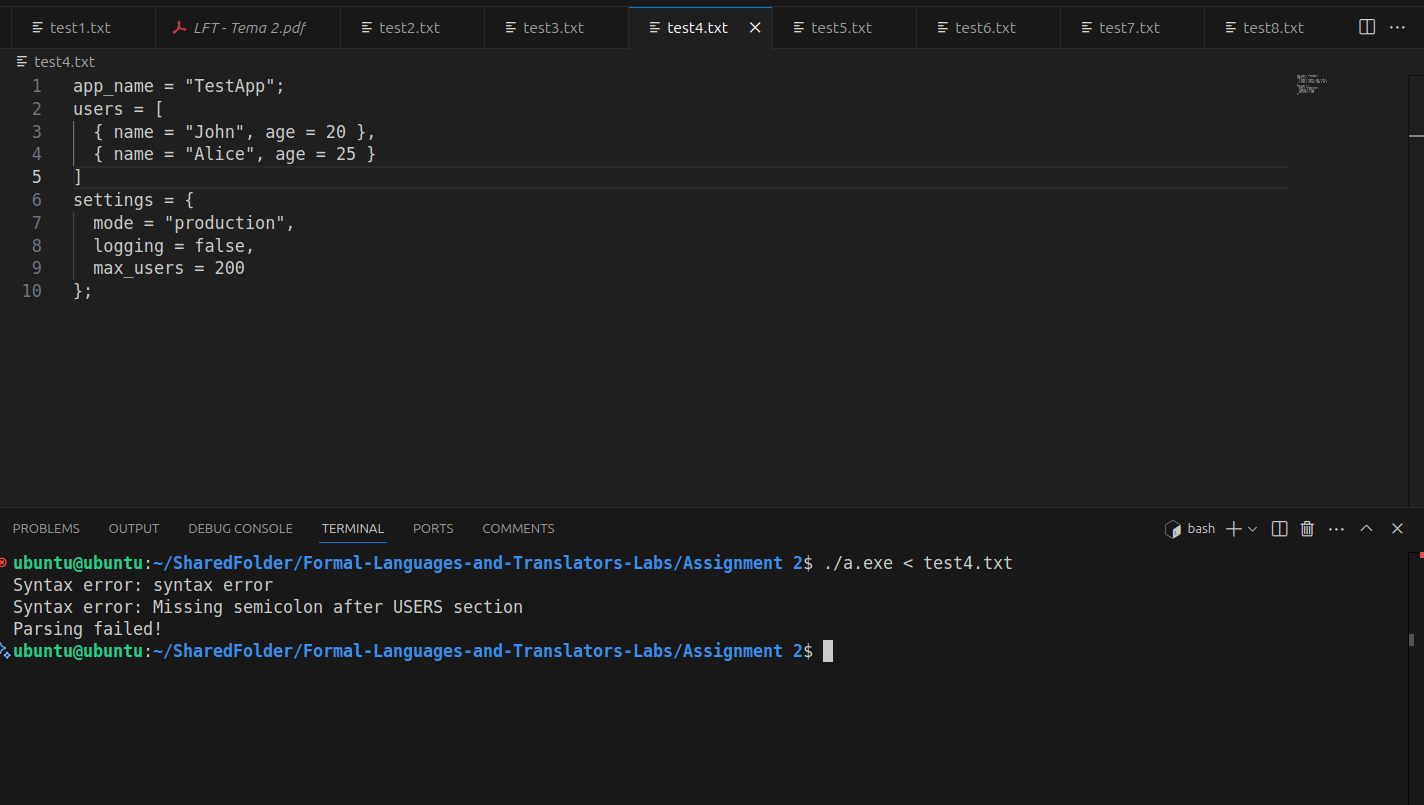 test1.txt LFT - Tema 2.pdf test2.txt test3.txt test4.txt test5.txt test6.txt test7.txt test8.txt
test4.txt
1 app_name = "TestApp";
2 users = [
3 { name = "John", age = 20 },
4 { name = "Alice", age = 25 }
5 ]
6 settings = {
7 mode = "production",
8 logging = false,
9 max_users = 200
10 };
PROBLEMS OUTPUT DEBUG CONSOLE TERMINAL PORTS COMMENTS bash
ubuntu@ubuntu:~/SharedFolder/Formal-Languages-and-Translators-Labs/Assignment 2$ ./a.exe < test4.txt
Syntax error: syntax error
Syntax error: Missing semicolon after USERS section
Parsing failed!
ubuntu@ubuntu:~/SharedFolder/Formal-Languages-and-Translators-Labs/Assignment 2$